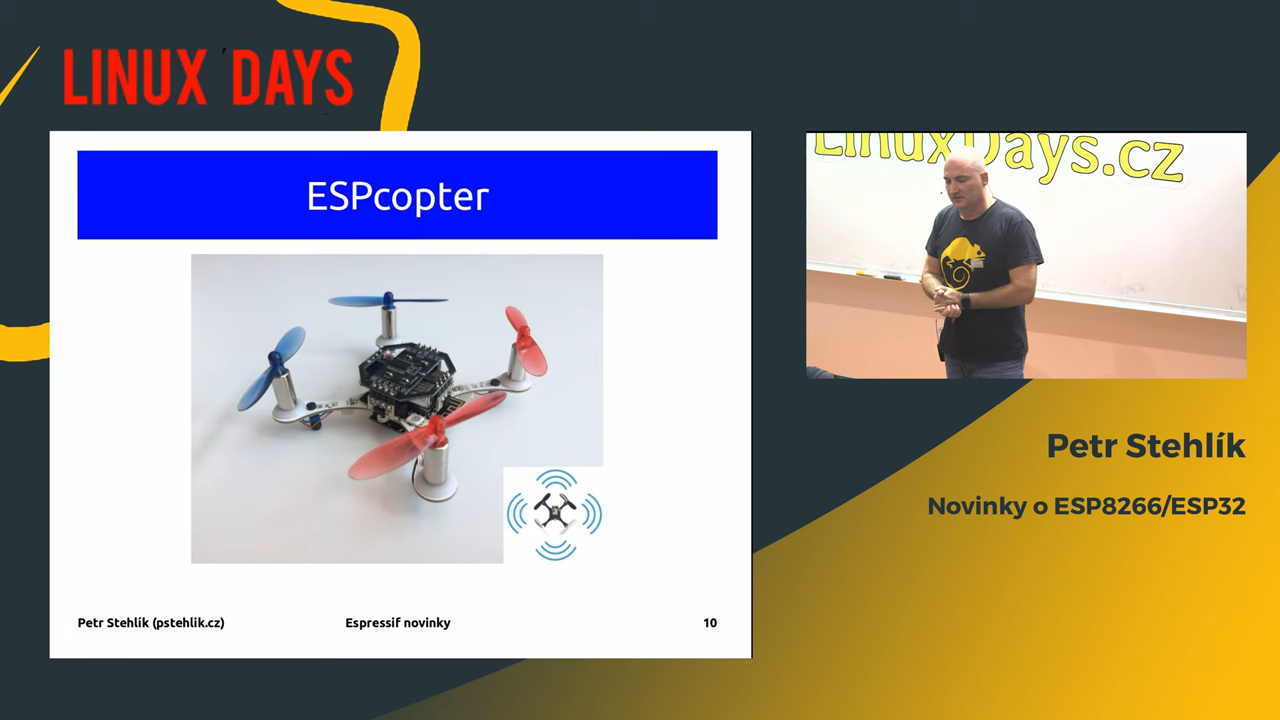 LINUX DAYS
ESPcopter
Petr Stehlík (pstehlik.cz)
Espressif novinky
10
LinuxDays.cz
Petr Stehlík
Novinky o ESP8266/ESP32